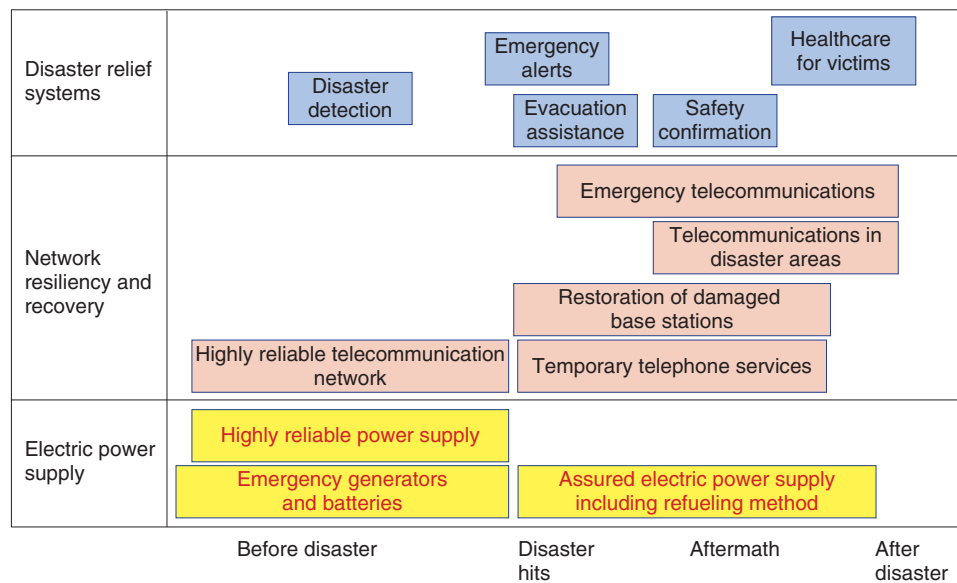 Disaster relief
systems
Disaster
detection
Emergency
alerts
Evacuation
assistance
Safety
confirmation
Healthcare
for victims
Network
resiliency and
recovery
Emergency telecommunications
Telecommunications in
disaster areas
Restoration of damaged
base stations
Highly reliable telecommunication
network
Temporary telephone services
Electric power
supply
Highly reliable power supply
Emergency generators
and batteries
Assured electric power supply
including refueling method
Before disaster
Disaster
hits
Aftermath
After
disaster